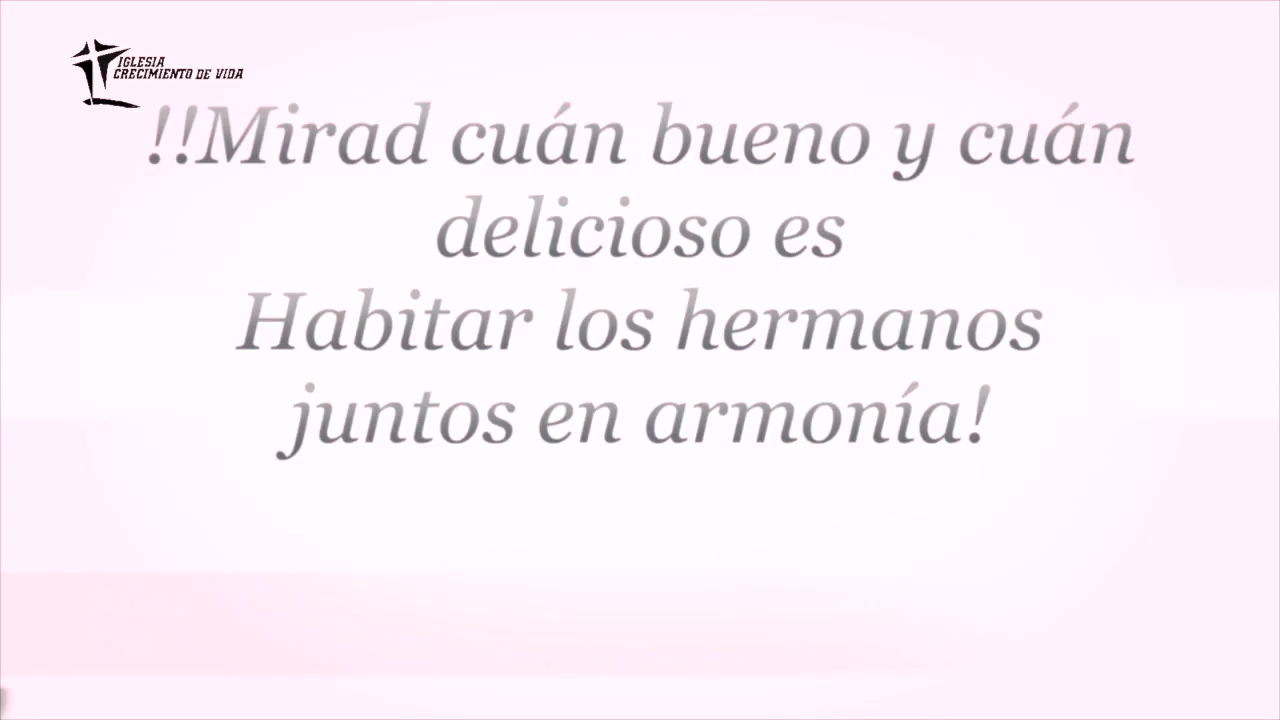 IGLESIA
CRECIMIENTO DE VIDA
!!Mirad cuán bueno y cuán
delicioso es
Habitar los hermanos
juntos en armonía!